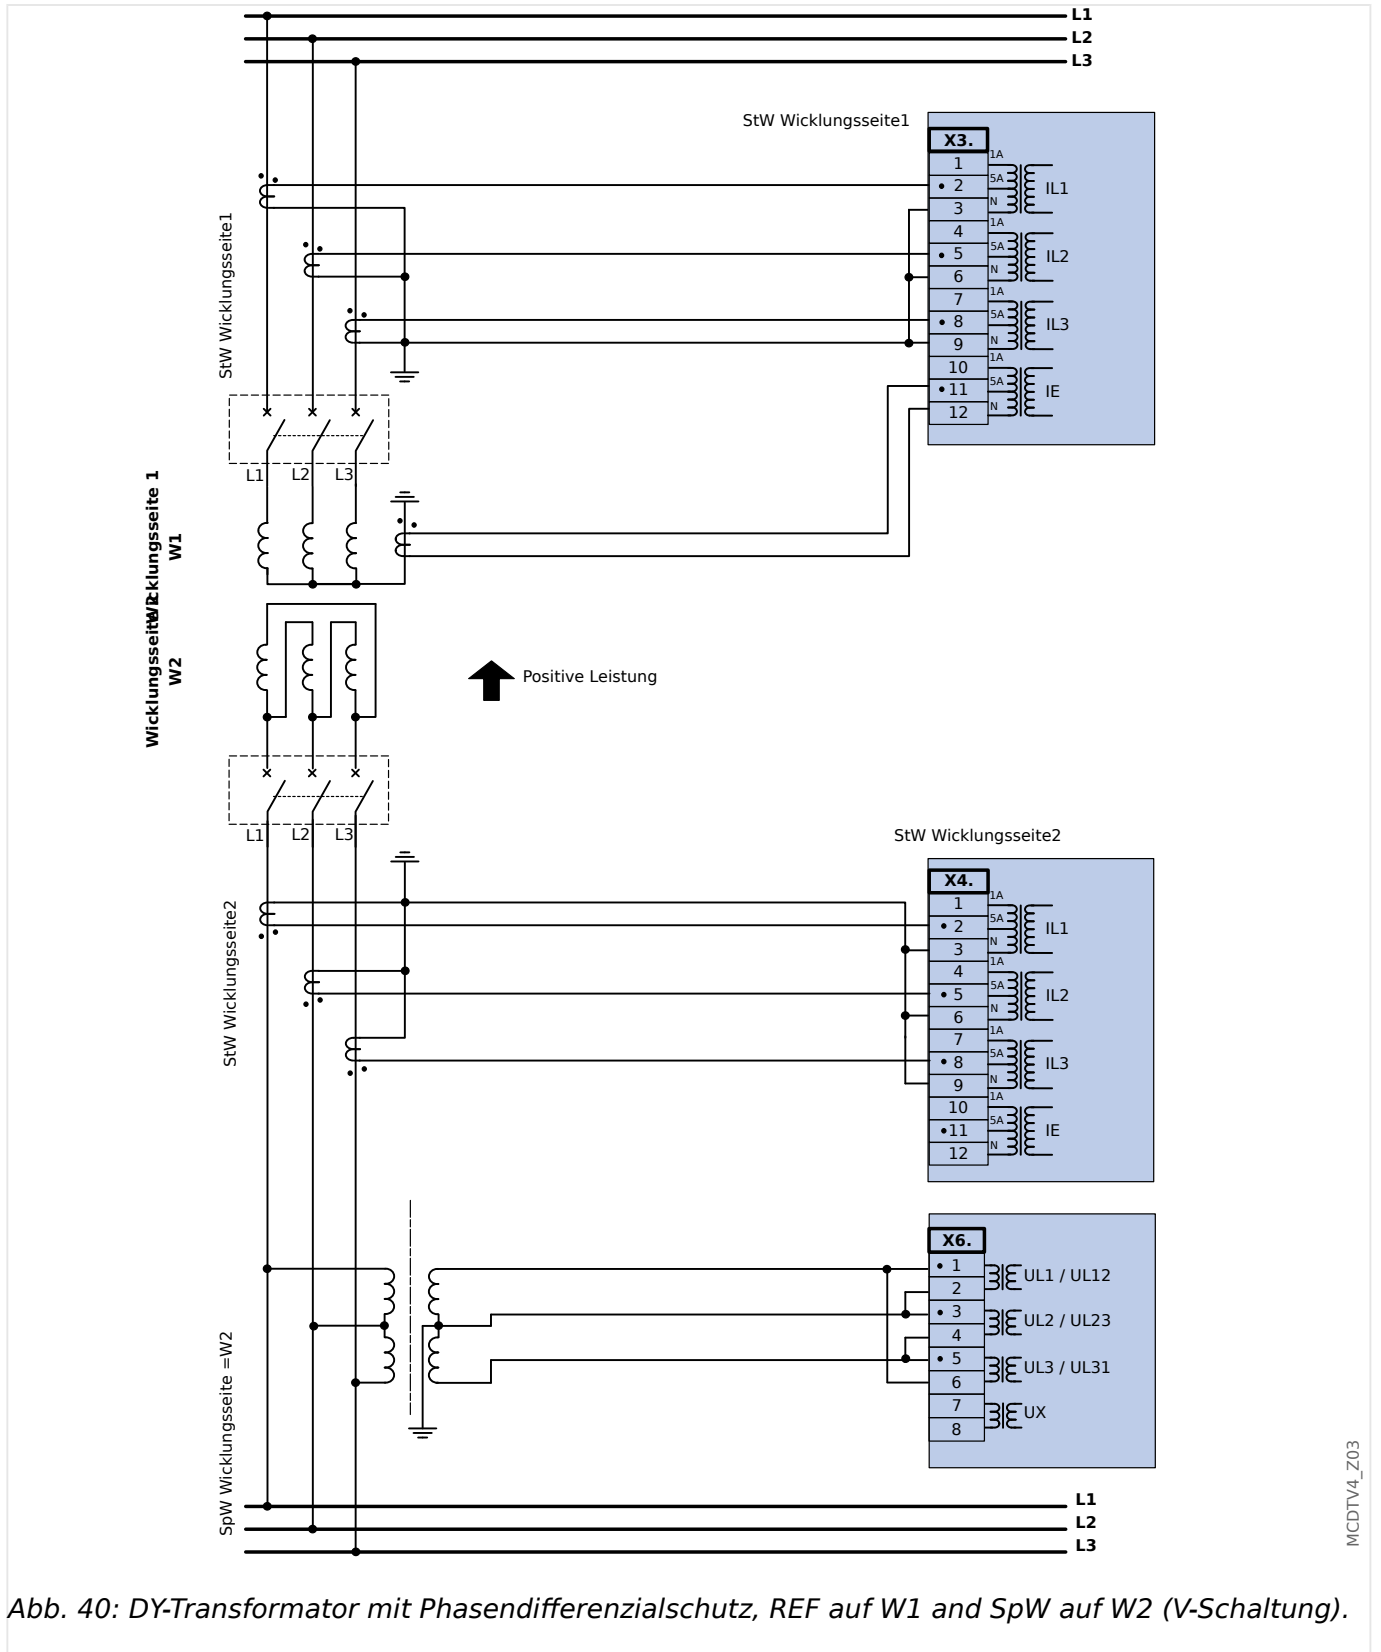 L1
L2
L3
StW Wicklungsseite1
X3.
1
2
3
4
5
6
7
8
9
10
11
12
1A
5A
N
IL1
1A
5A
N
IL2
1A
5A
N
IL3
1A
5A
N
IE
StW Wicklungsseite1
L1 L2 L3
Wicklungsseite 1
W1
W2
Wicklungsseite 2
W2
Positive Leistung
L1 L2 L3
StW Wicklungsseite2
StW Wicklungsseite2
X4.
1
2
3
4
5
6
7
8
9
10
11
12
1A
5A
N
IL1
1A
5A
N
IL2
1A
5A
N
IL3
1A
5A
N
IE
X6.
1
2
3
4
5
6
7
8
UL1 / UL12
UL2 / UL23
UL3 / UL31
UX
SpW Wicklungsseite =W2
L1
L2
L3
MCDTV4_Z03
Abb. 40: DY-Transformator mit Phasendifferenzialschutz, REF auf W1 and SpW auf W2 (V-Schaltung).